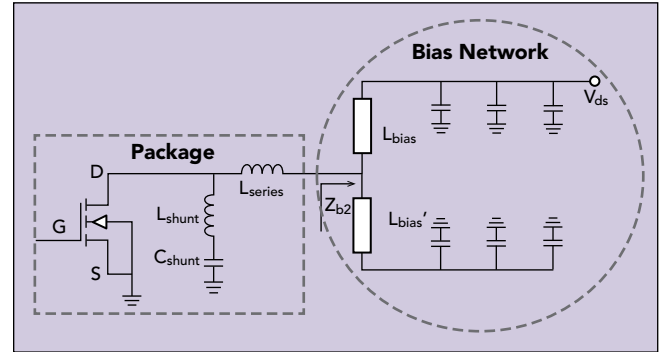 Bias Network
Vds
Lbias
Package
D
Lseries
Zb2
Lshunt
Lbias′
G
Cshunt
S